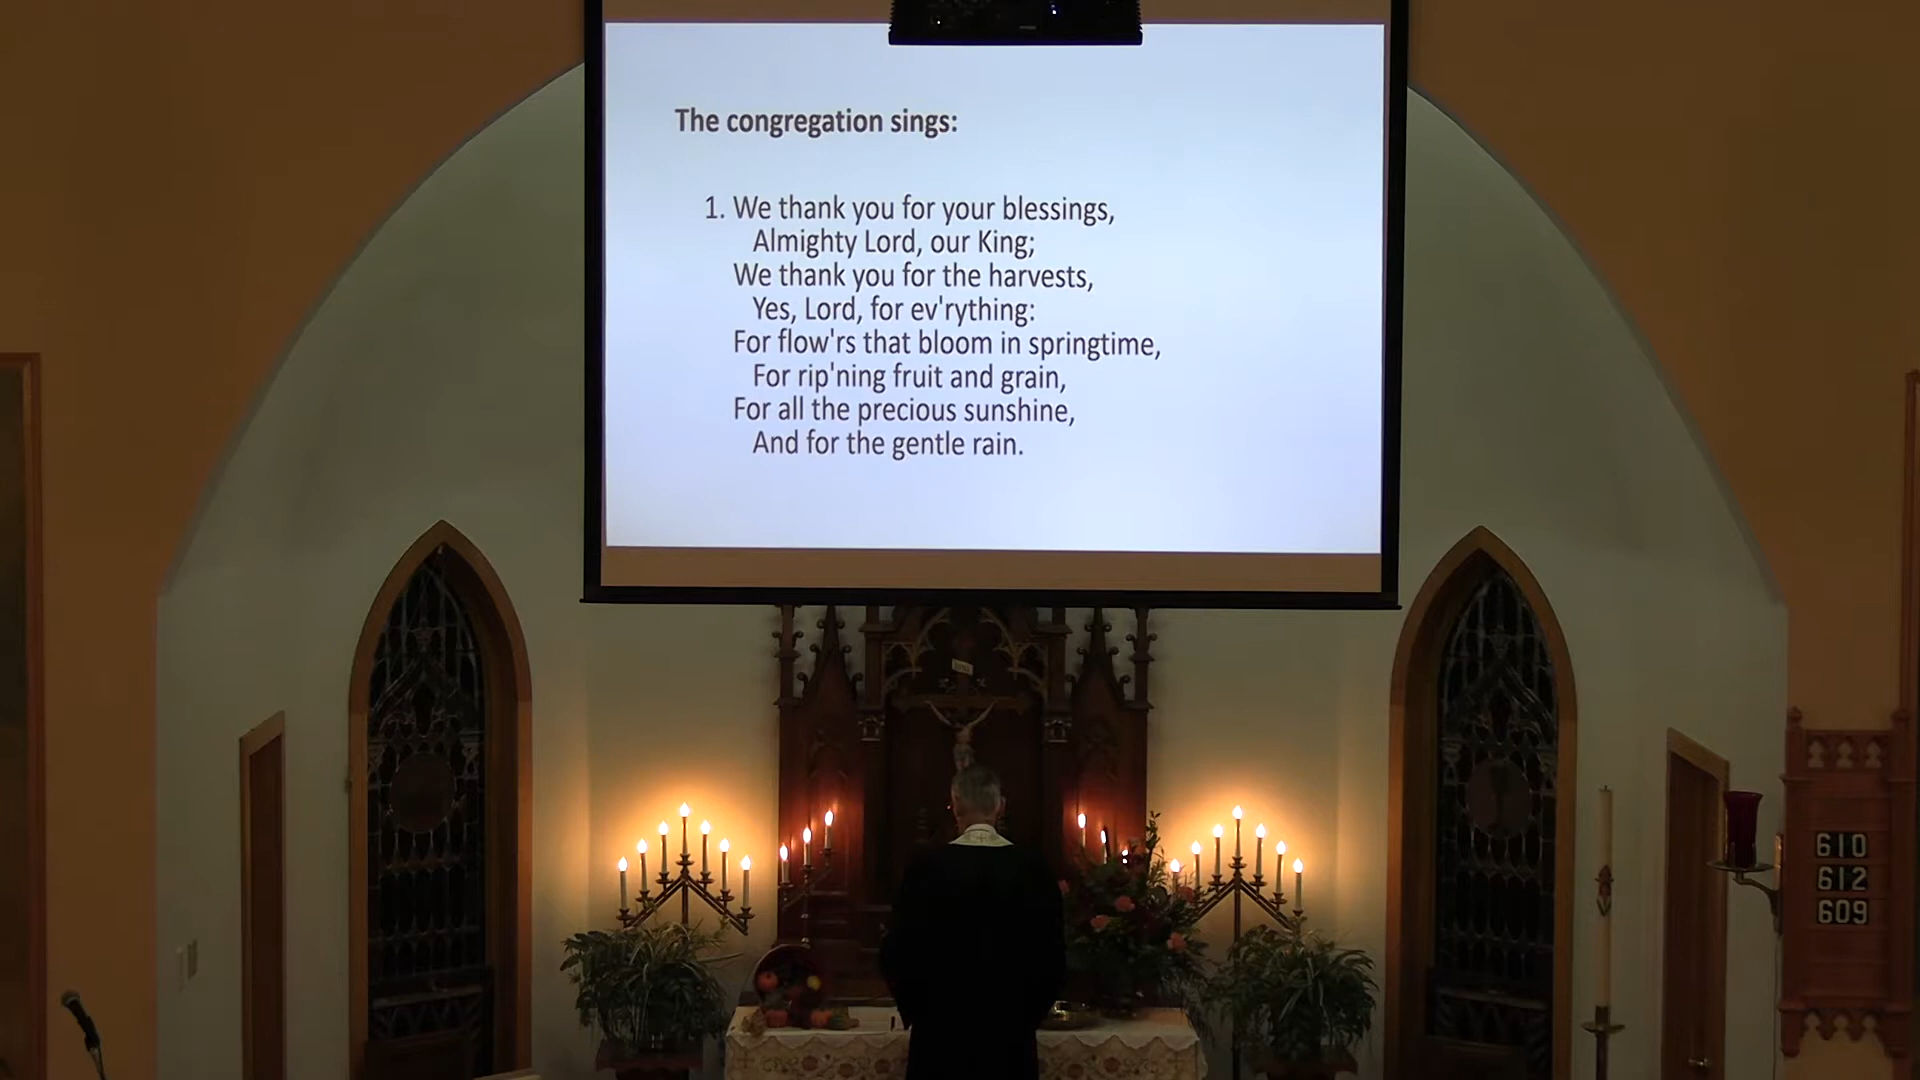 The congregation sings:
1. We thank you for your blessings,
Almighty Lord, our King;
We thank you for the harvests,
Yes, Lord, for ev'rything:
For flow'rs that bloom in springtime,
For rip'ning fruit and grain,
For all the precious sunshine,
And for the gentle rain.
610
612
609